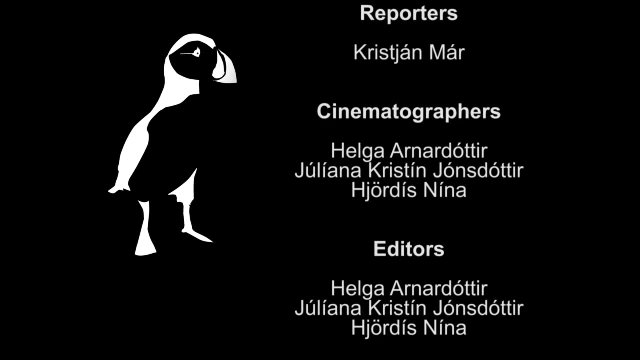 Reporters
Kristján Már
Cinematographers
Helga Arnardóttir
Júlíana Kristín Jónsdóttir
Hjördís Nína
Editors
Helga Arnardóttir
Júlíana Kristín Jónsdóttir
Hjördís Nína